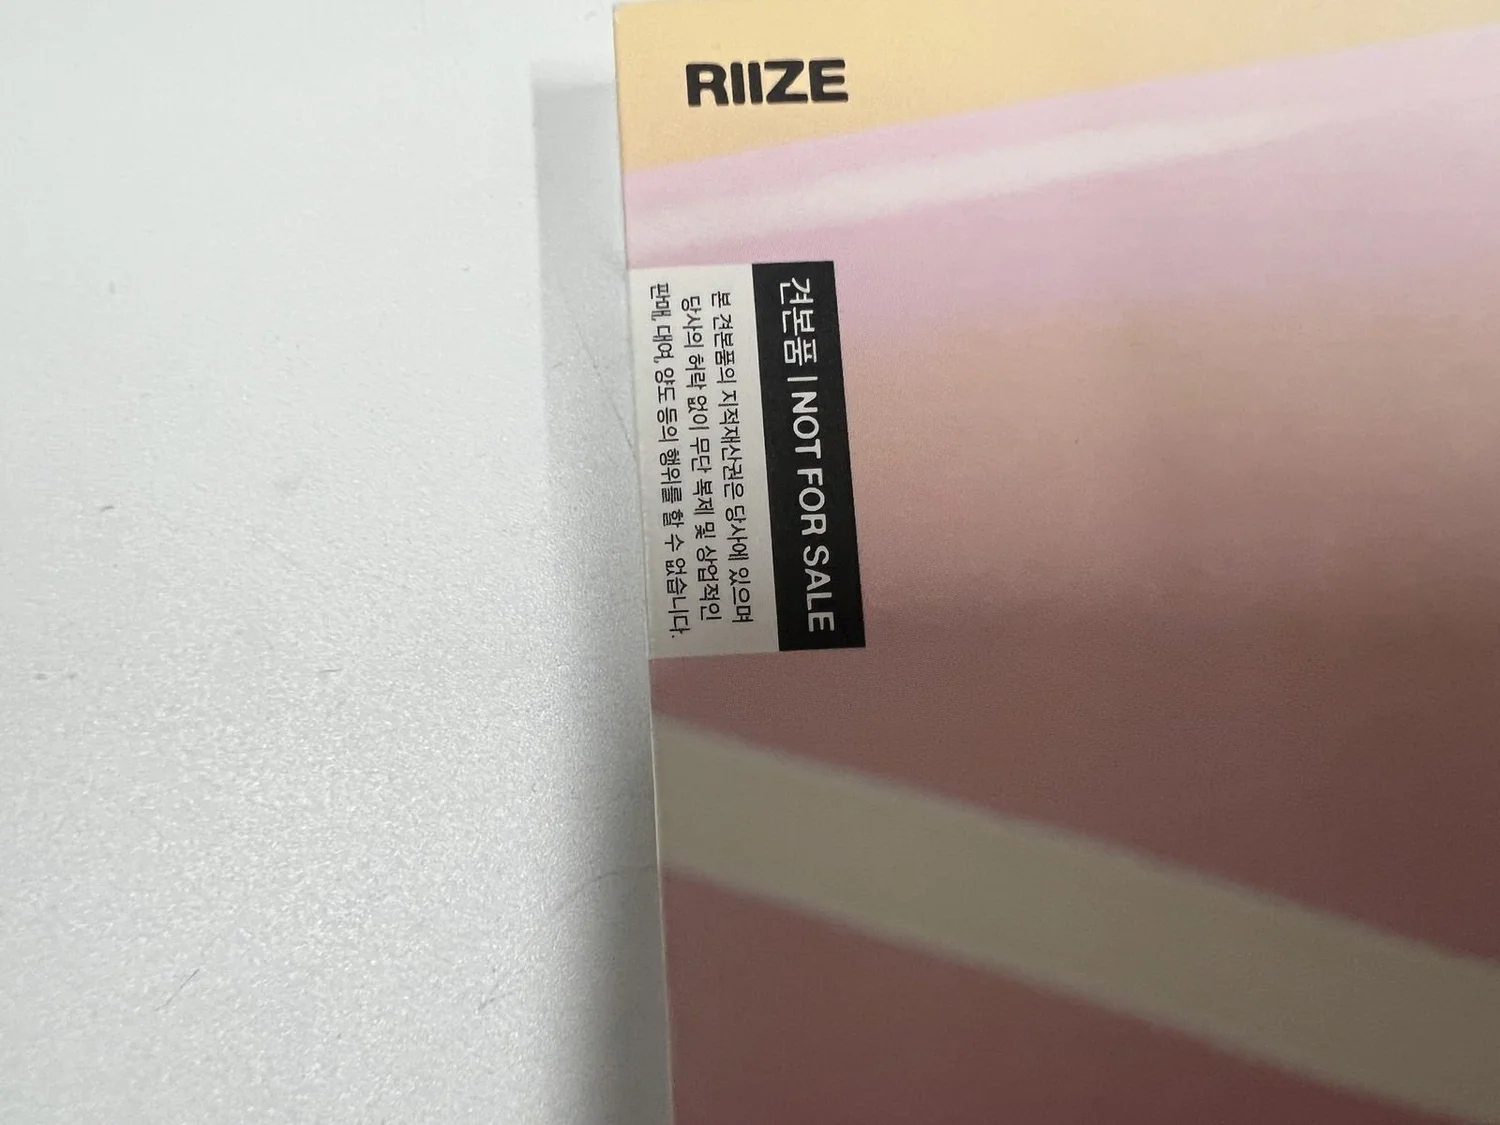 RIIZE
견본품 | NOT FOR SALE
본 견본품의 지적재산권은 당사에 있으며
당사의 허락 없이 무단 복제 및 상업적인
판매, 대여, 양도 등의 행위를 할 수 없습니다.